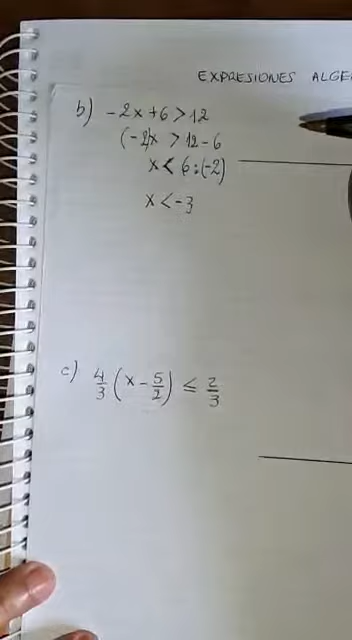 EXPRESIONES ALGE
b) -2x+6>12
(-2)x > 12-6
x < 6:(-2)
x < -3
c) 4/3 (x - 5/2) ≤ 2/3